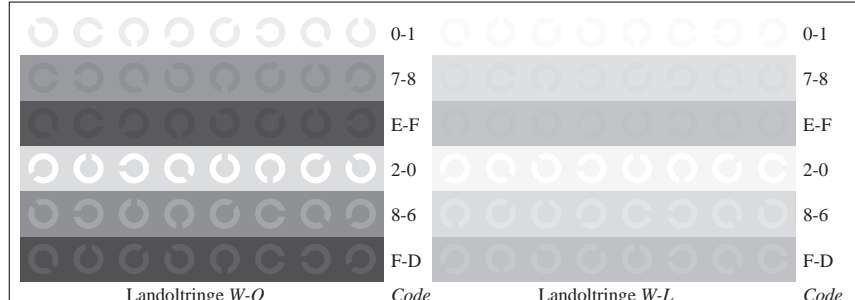 0-1 0-1
7-8 7-8
E-F E-F
2-0 2-0
8-6 8-6
F-D F-D
Landoltringe W-O Code Landoltringe W-L Code